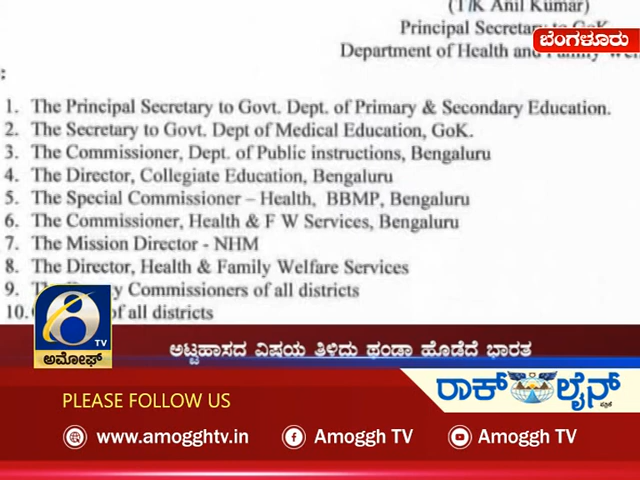 (T/K Anil Kumar)
Principal Secretary to GoK
Department of Health and Family Wel
ಬೆಂಗಳೂರು
:
1. The Principal Secretary to Govt. Dept. of Primary & Secondary Education.
2. The Secretary to Govt. Dept of Medical Education, GoK.
3. The Commissioner, Dept. of Public instructions, Bengaluru
4. The Director, Collegiate Education, Bengaluru
5. The Special Commissioner – Health, BBMP, Bengaluru
6. The Commissioner, Health & F W Services, Bengaluru
7. The Mission Director - NHM
8. The Director, Health & Family Welfare Services
9. Commissioners of all districts
10. of all districts
TV
ಅಮೋಘ್
ಅಟ್ಟಹಾಸದ ವಿಷಯ ತಿಳಿದು ಥಂಡಾ ಹೊಡೆದೆ ಭಾರತ
ರಾಕ್ ಲೈನ್
PLEASE FOLLOW US
www.amogghtv.in Amoggh TV Amoggh TV